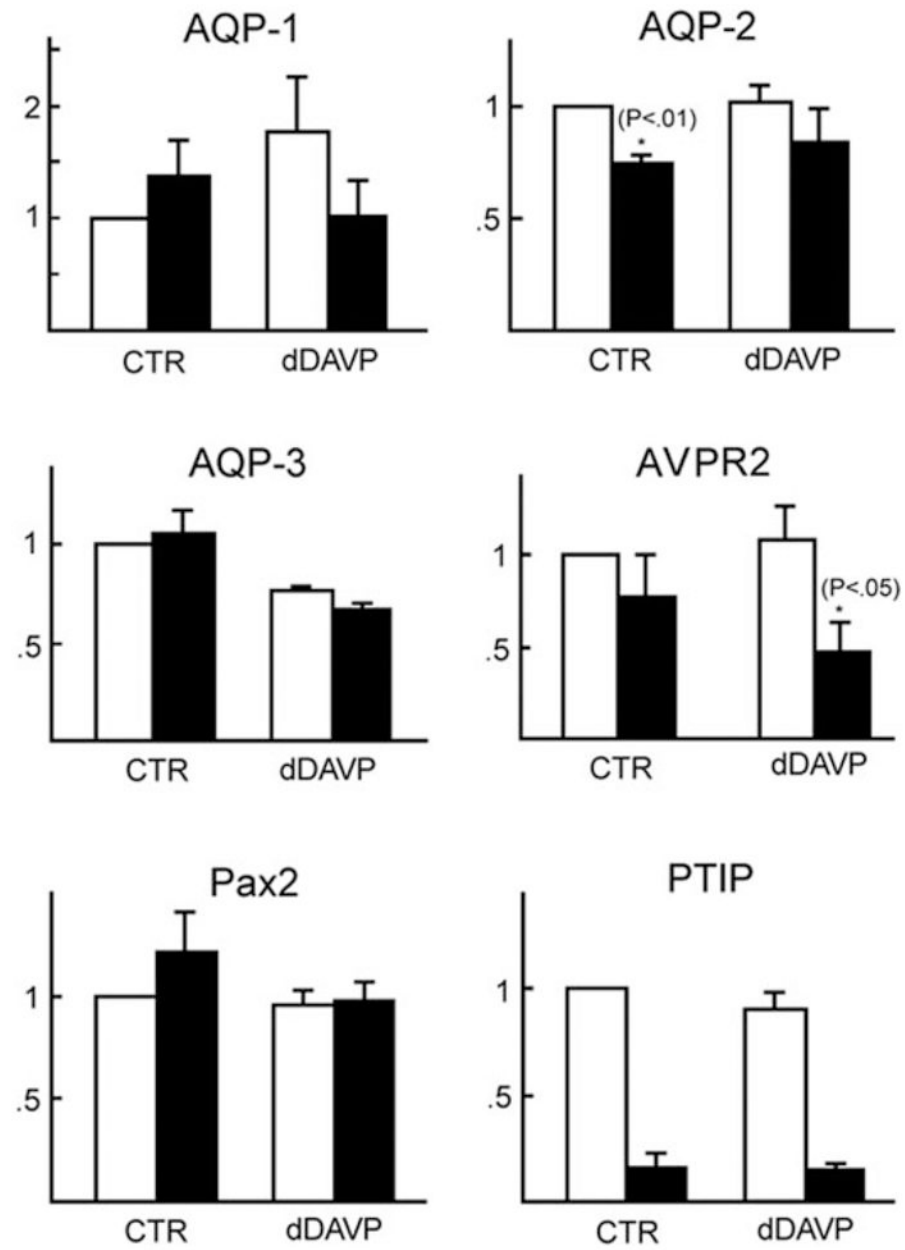 AQP-1
2
1
CTR dDAVP
AQP-2
1
(P<.01)
*
.5
CTR dDAVP
AQP-3
1
.5
CTR dDAVP
AVPR2
1
(P<.05)
*
.5
CTR dDAVP
Pax2
1
.5
CTR dDAVP
PTIP
1
.5
CTR dDAVP